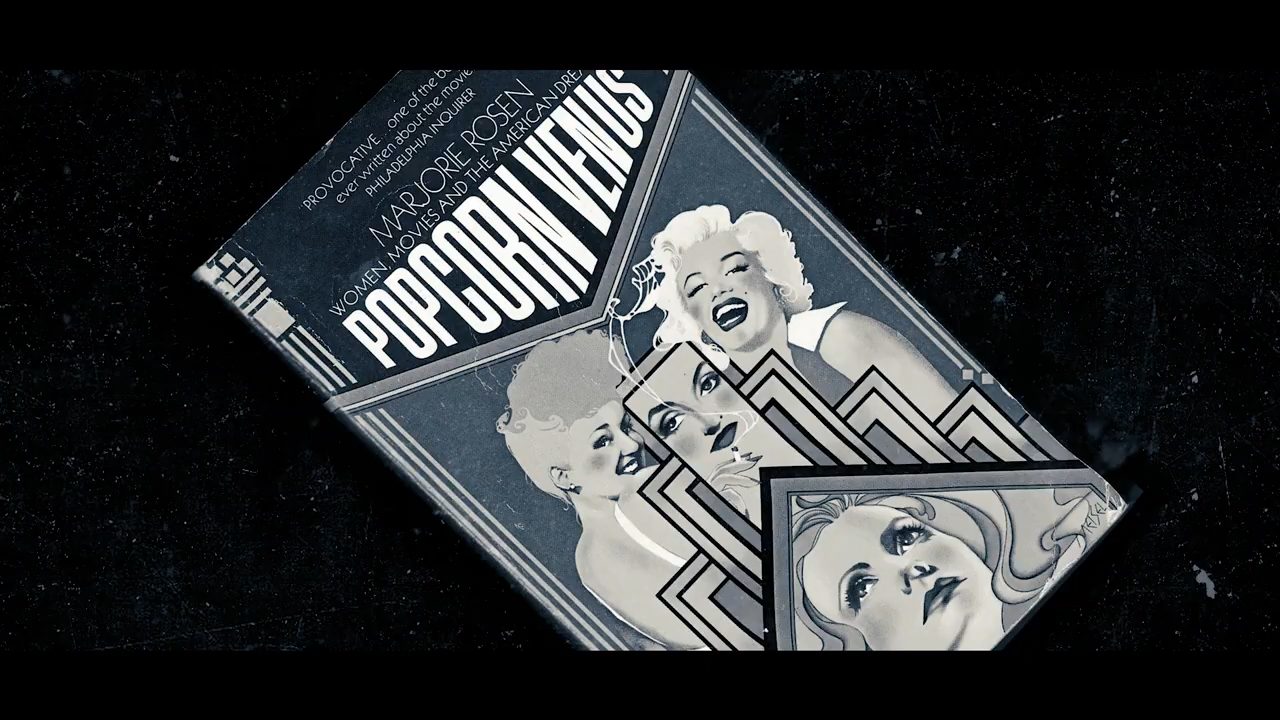 "PROVOCATIVE... one of the
ever written about the movie
PHILADELPHIA INQUIRER
MARJORIE ROSEN
WOMEN MOVIES AND THE AMERICAN
POPCORN VENUS